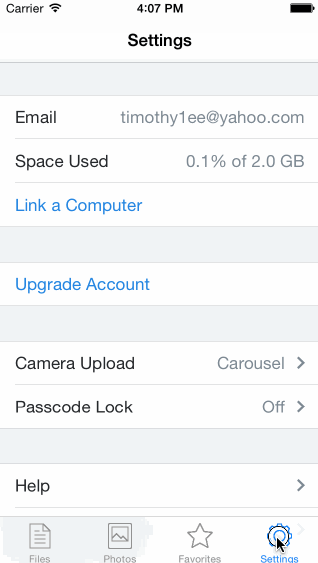 Carrier 4:07 PM
Settings
Email timothy1ee@yahoo.com
Space Used 0.1% of 2.0 GB
Link a Computer
Upgrade Account
Camera Upload Carousel
Passcode Lock Off
Help
Files Photos Favorites Settings